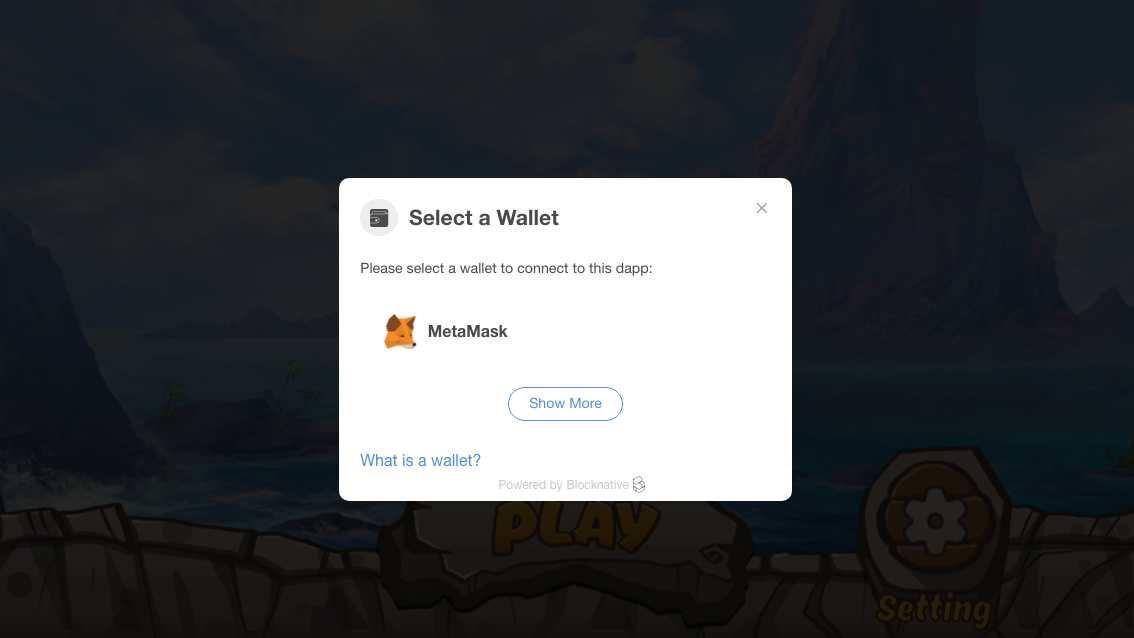 Select a Wallet
Please select a wallet to connect to this dapp:
MetaMask
Show More
What is a wallet?
Powered by Blocknative
PLAY
Setting